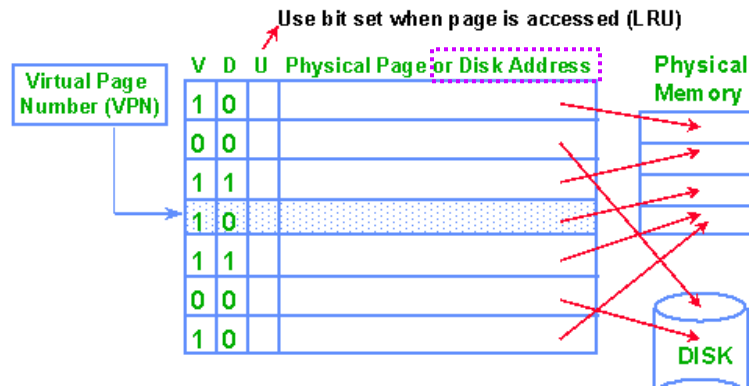 Use bit set when page is accessed (LRU)
V D U Physical Page or Disk Address
Physical
Memory
Virtual Page
Number (VPN)
1 0
0 0
1 1
1 0
1 1
0 0
1 0
DISK